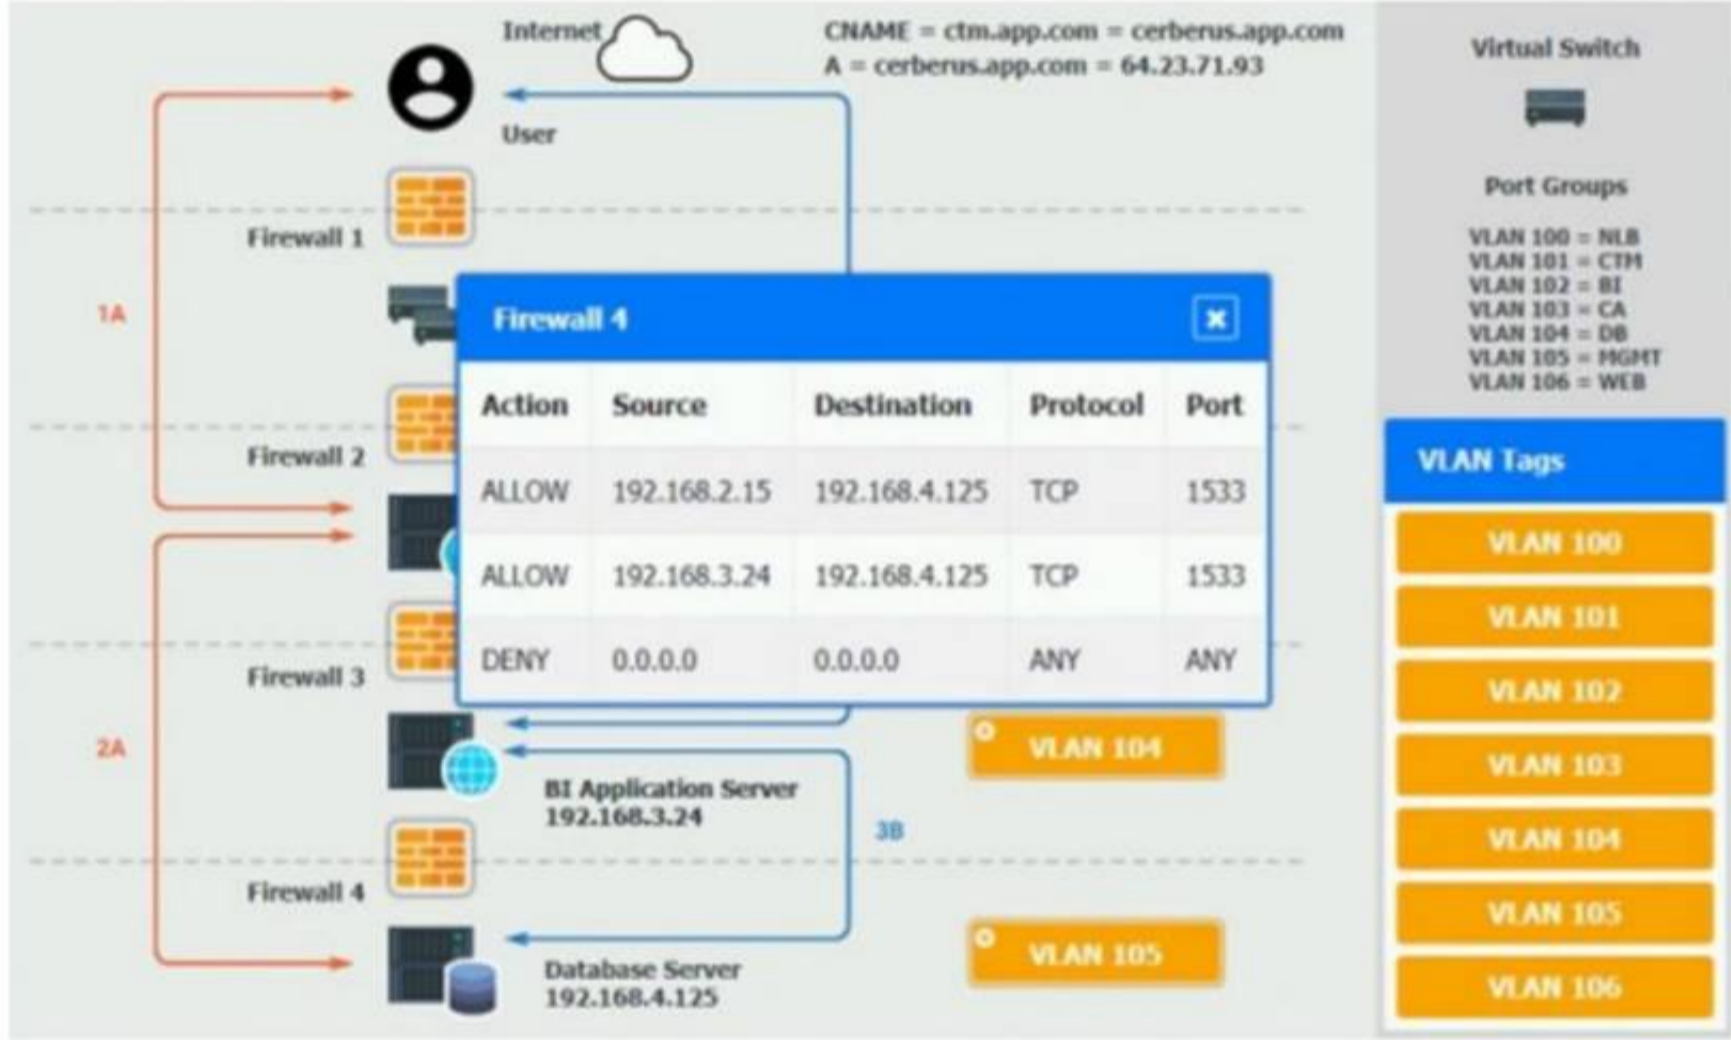 Internet
CNAME = ctm.app.com = cerberus.app.com
A = cerberus.app.com = 64.23.71.93
User
Firewall 1
1A
Firewall 2
Firewall 4
Action Source Destination Protocol Port
ALLOW 192.168.2.15 192.168.4.125 TCP 1533
ALLOW 192.168.3.24 192.168.4.125 TCP 1533
DENY 0.0.0.0 0.0.0.0 ANY ANY
Firewall 3
2A
VLAN 104
BI Application Server
192.168.3.24
3B
Firewall 4
VLAN 105
Database Server
192.168.4.125
Virtual Switch
Port Groups
VLAN 100 = NLB
VLAN 101 = CTM
VLAN 102 = BI
VLAN 103 = CA
VLAN 104 = DB
VLAN 105 = MGMT
VLAN 106 = WEB
VLAN Tags
VLAN 100
VLAN 101
VLAN 102
VLAN 103
VLAN 104
VLAN 105
VLAN 106